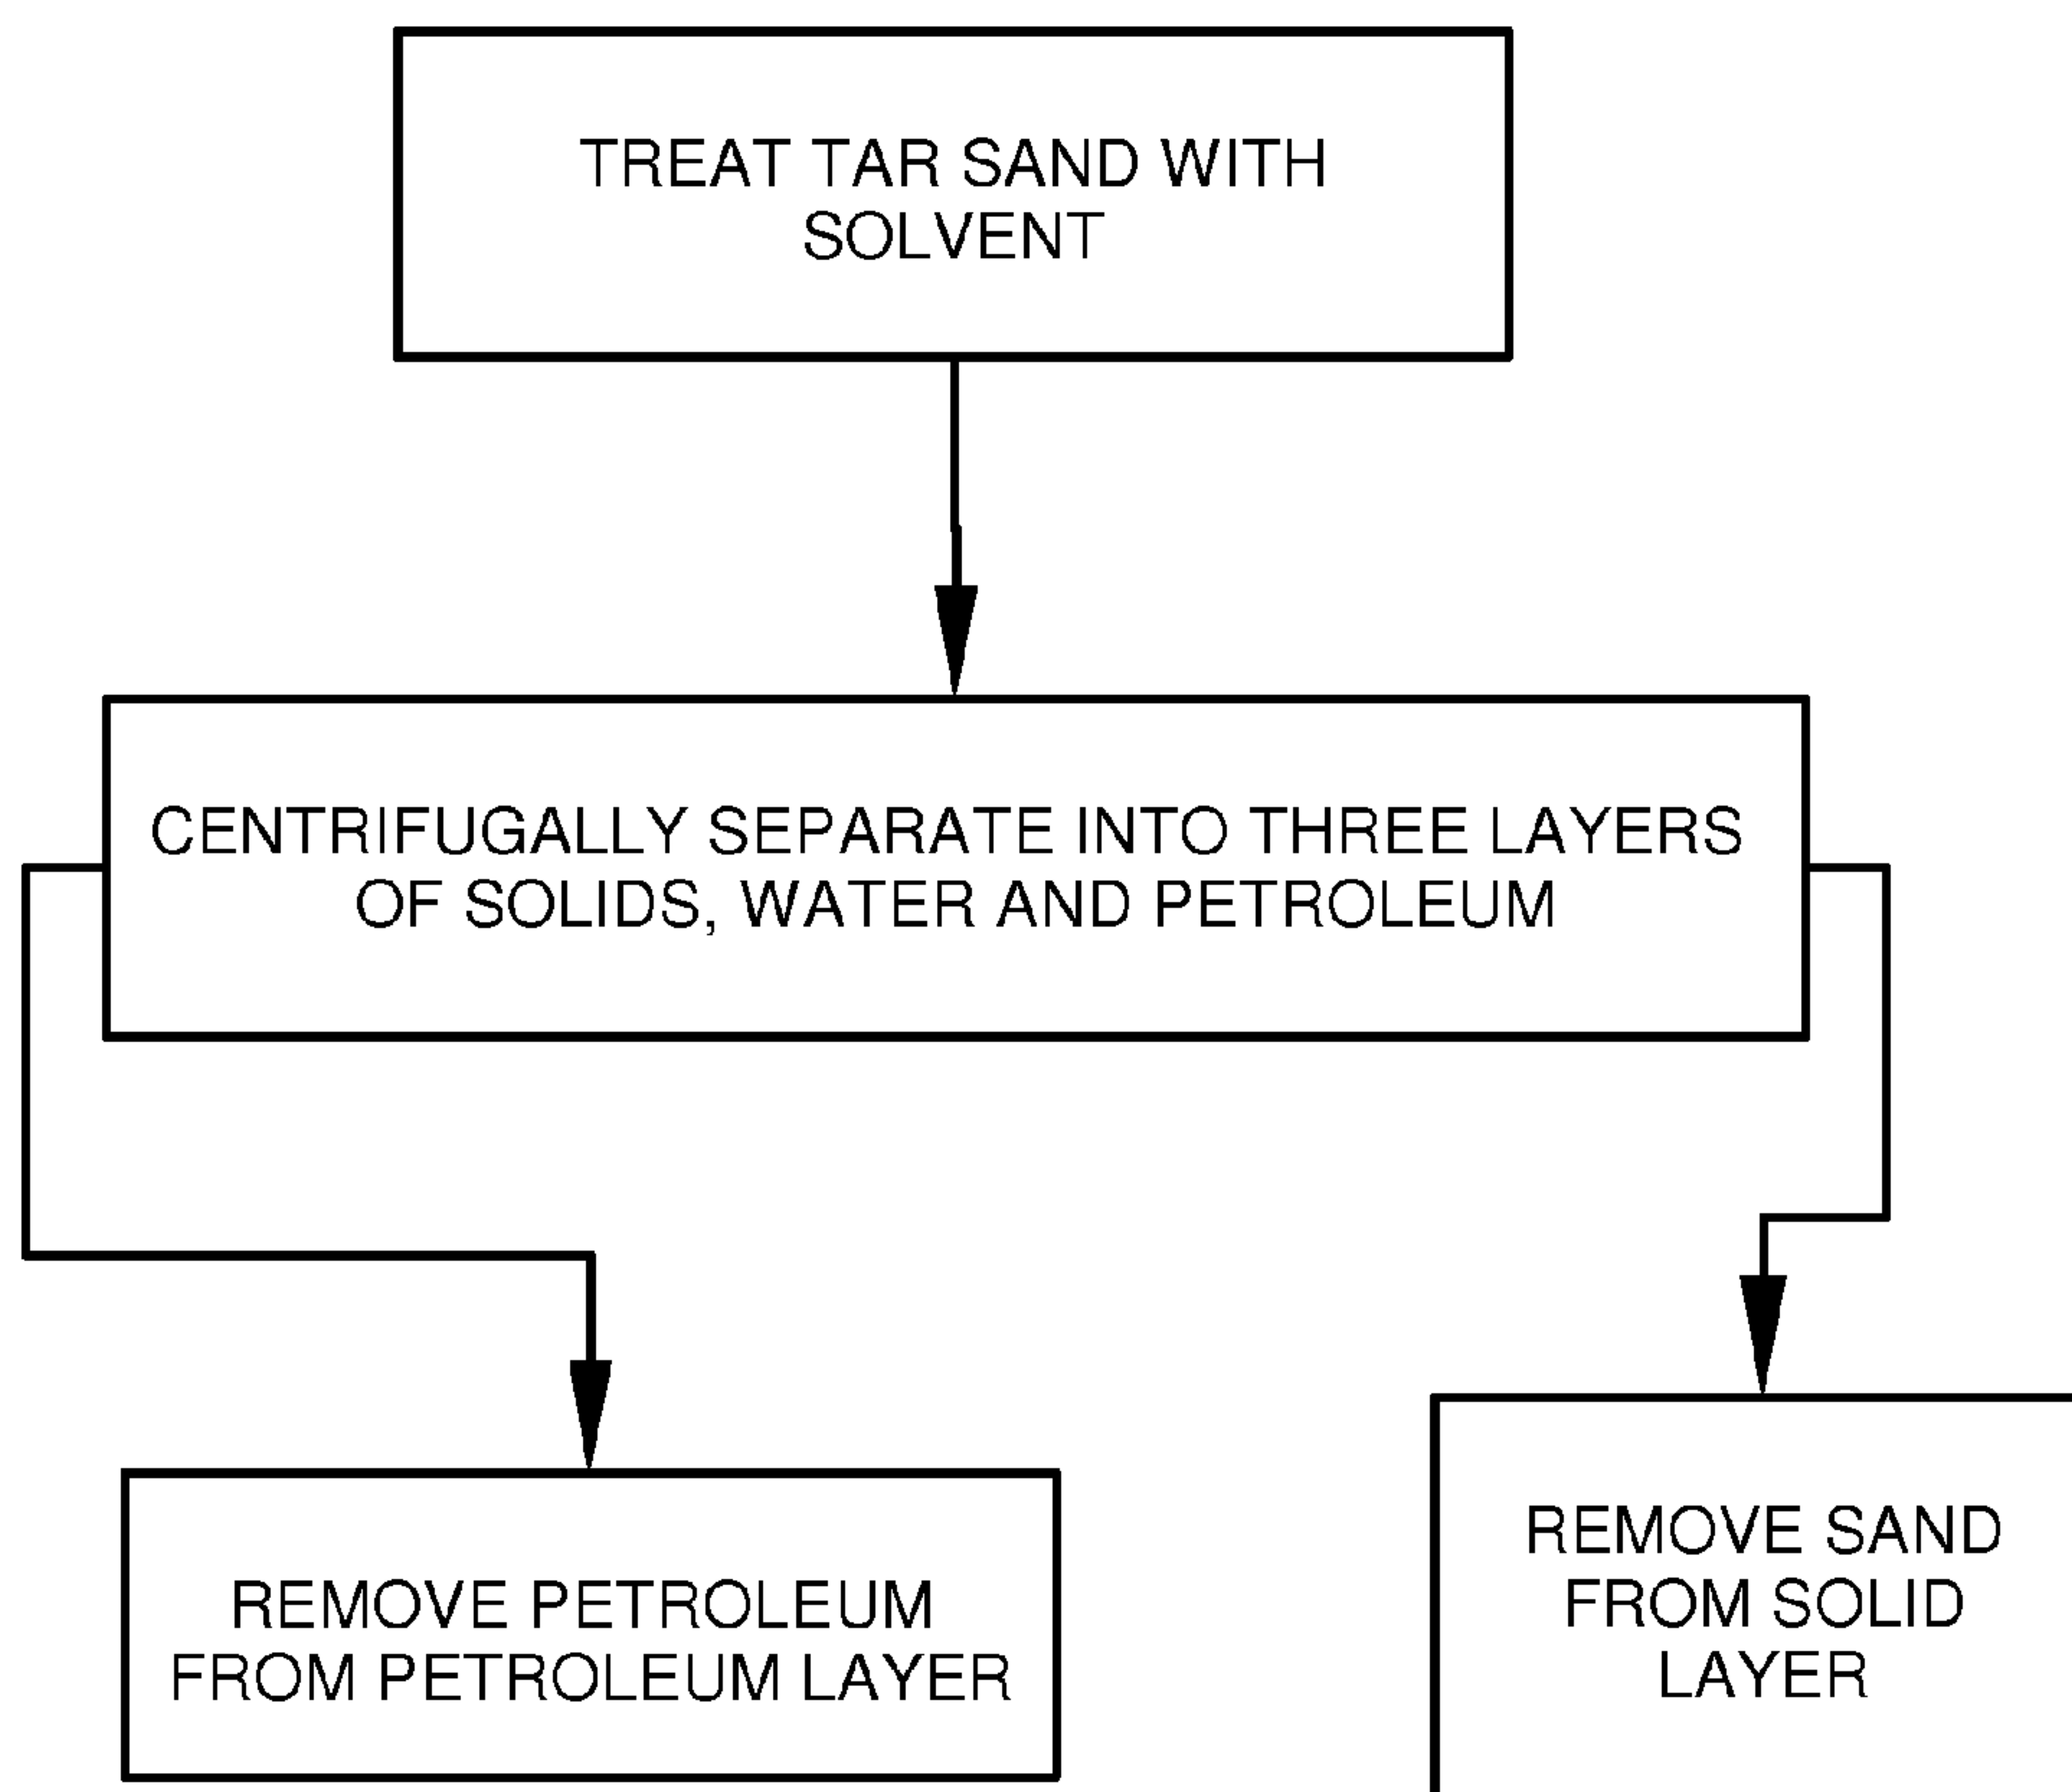 TREAT TAR SAND WITH
SOLVENT
CENTRIFUGALLY SEPARATE INTO THREE LAYERS
OF SOLIDS, WATER AND PETROLEUM
REMOVE PETROLEUM
FROM PETROLEUM LAYER
REMOVE SAND
FROM SOLID
LAYER